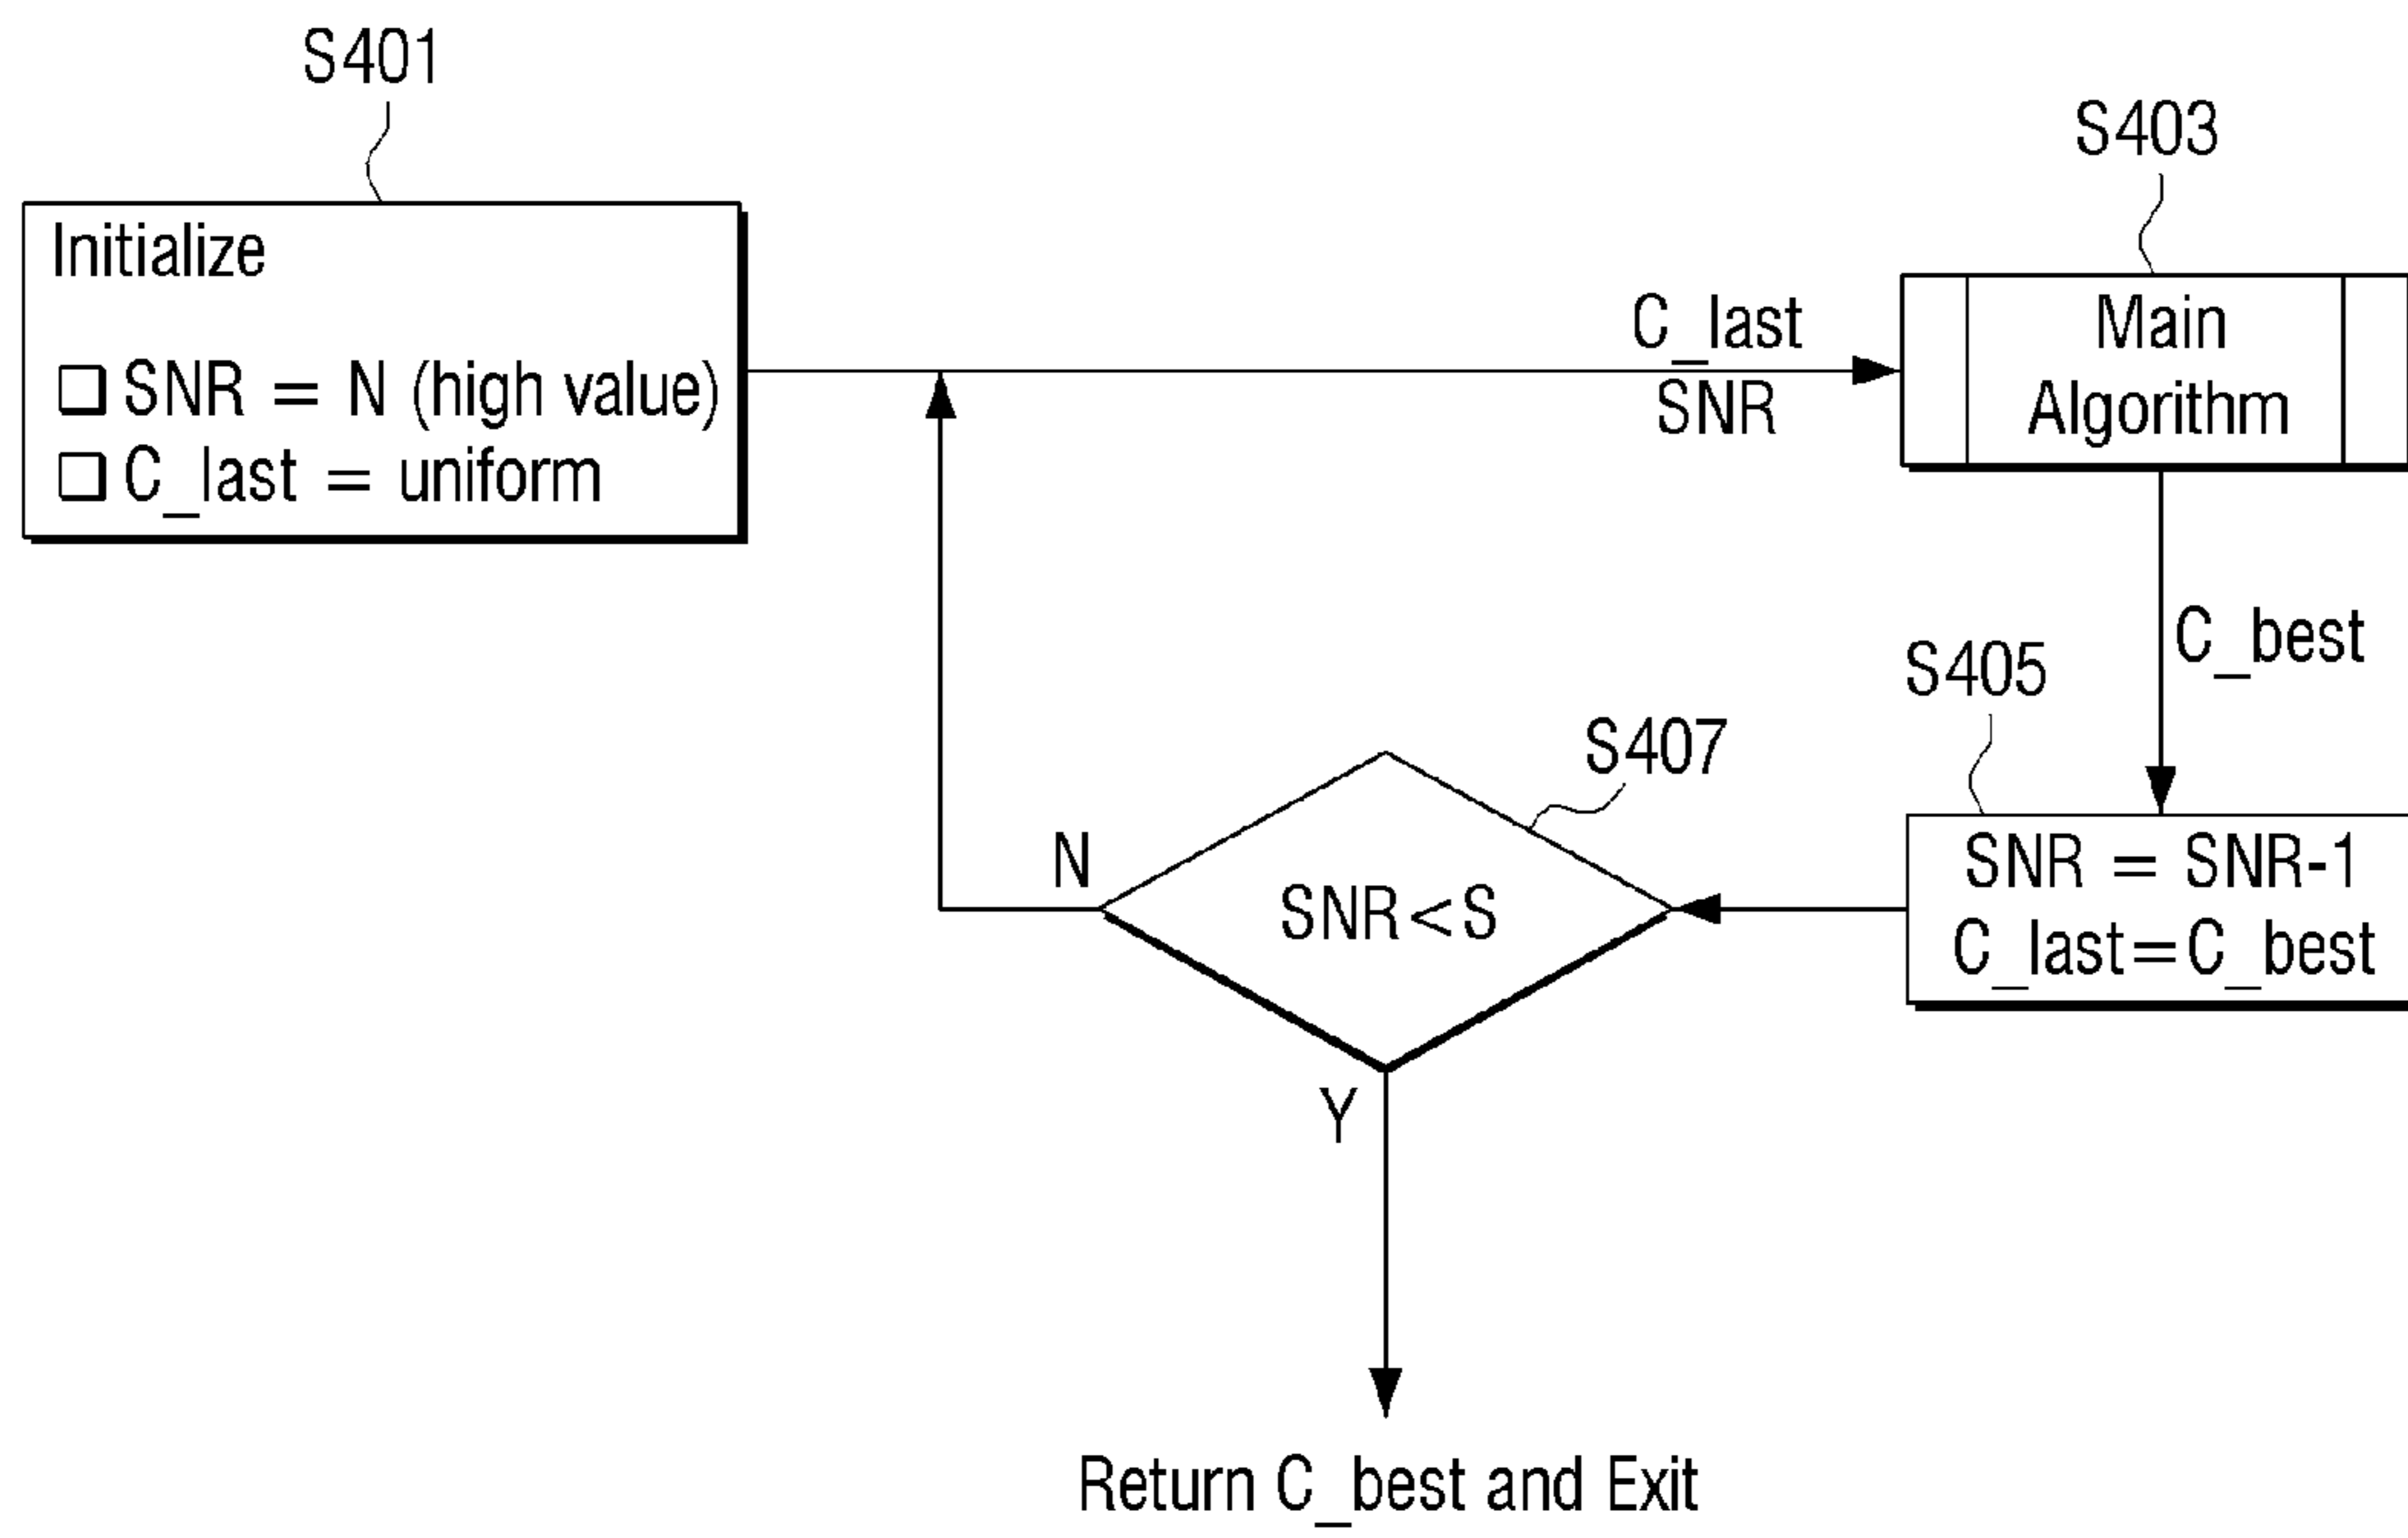 S401
Initialize
SNR = N (high value)
C_last = uniform
C_last
SNR
S403
Main
Algorithm
C_best
S405
SNR = SNR-1
C_last=C_best
S407
SNR<S
N
Y
Return C_best and Exit